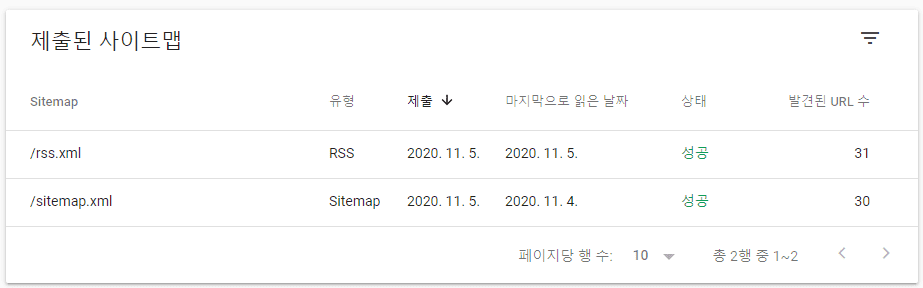 제출된 사이트맵
Sitemap 유형 제출 마지막으로 읽은 날짜 상태 발견된 URL 수
/rss.xml RSS 2020. 11. 5. 2020. 11. 5. 성공 31
/sitemap.xml Sitemap 2020. 11. 5. 2020. 11. 4. 성공 30
페이지당 행 수: 10 총 2행 중 1~2